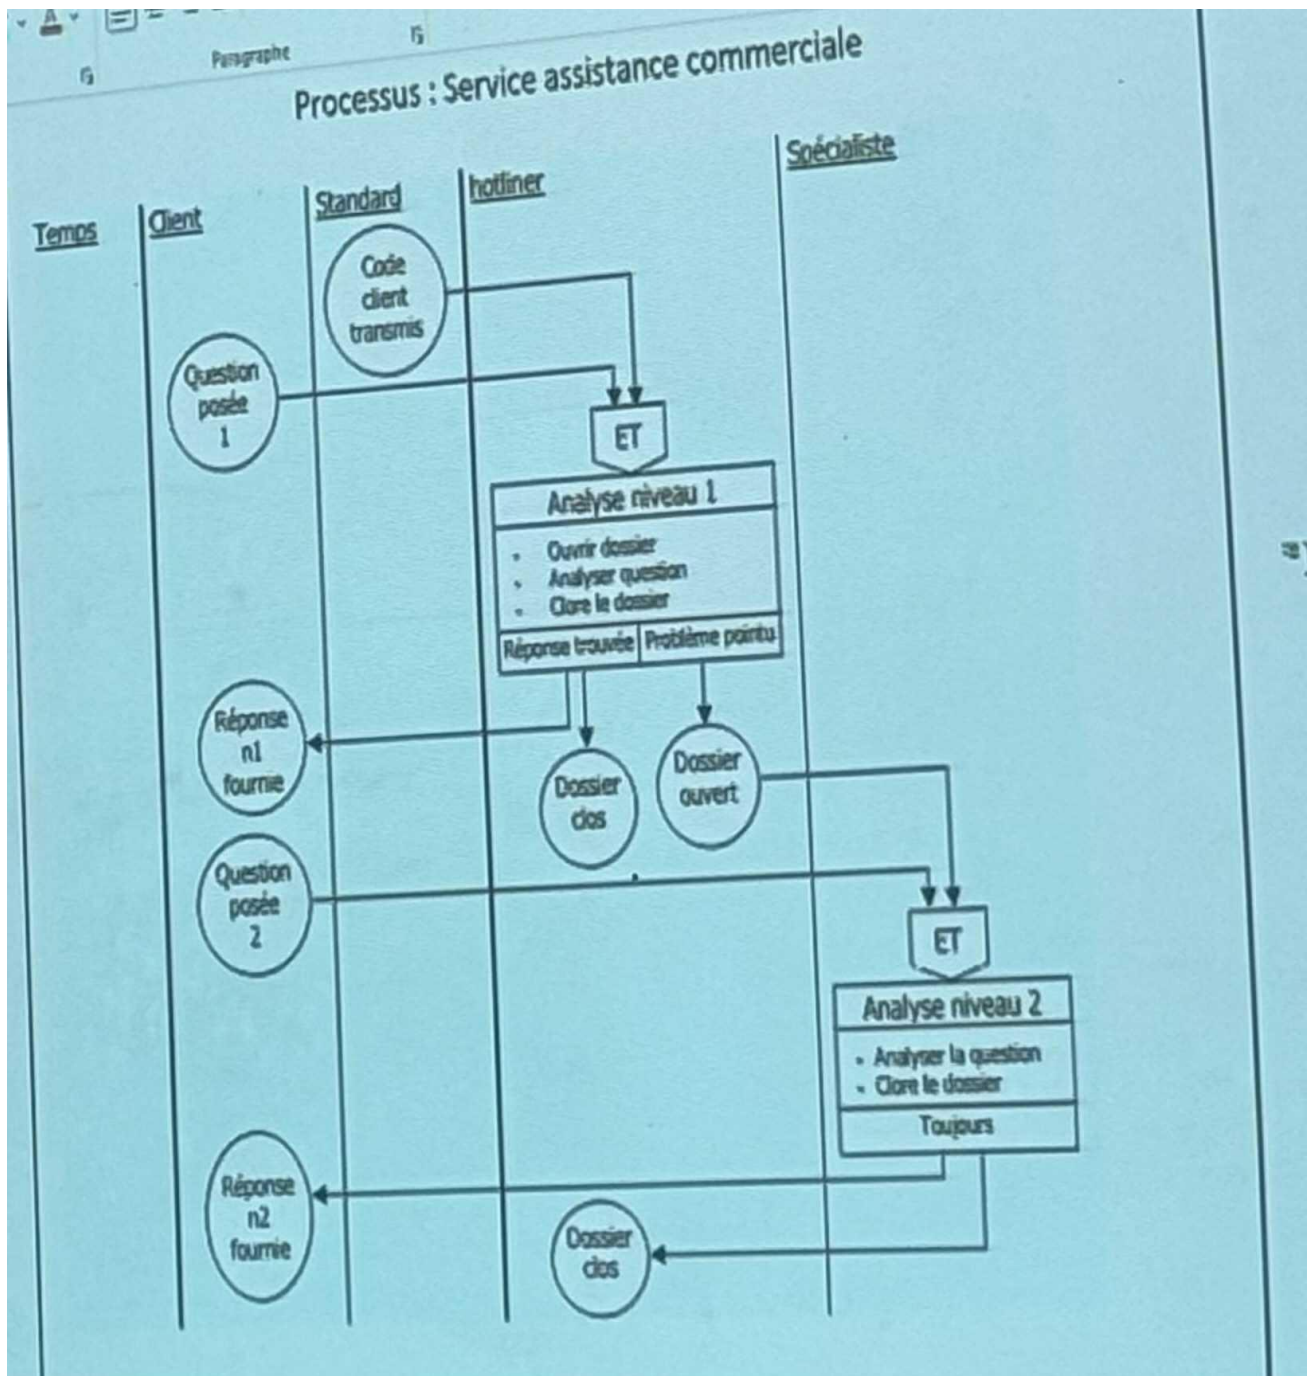 Paragraphe
Processus : Service assistance commerciale
Temps
Client
Standard
hotliner
Spécialiste
Code
client
transmis
Question
posée
1
ET
Analyse niveau 1
• Ouvrir dossier
• Analyser question
• Clore le dossier
Réponse trouvée
Problème pointu
Réponse
n1
fournie
Dossier
clos
Dossier
ouvert
Question
posée
2
ET
Analyse niveau 2
• Analyser la question
• Clore le dossier
Toujours
Réponse
n2
fournie
Dossier
clos